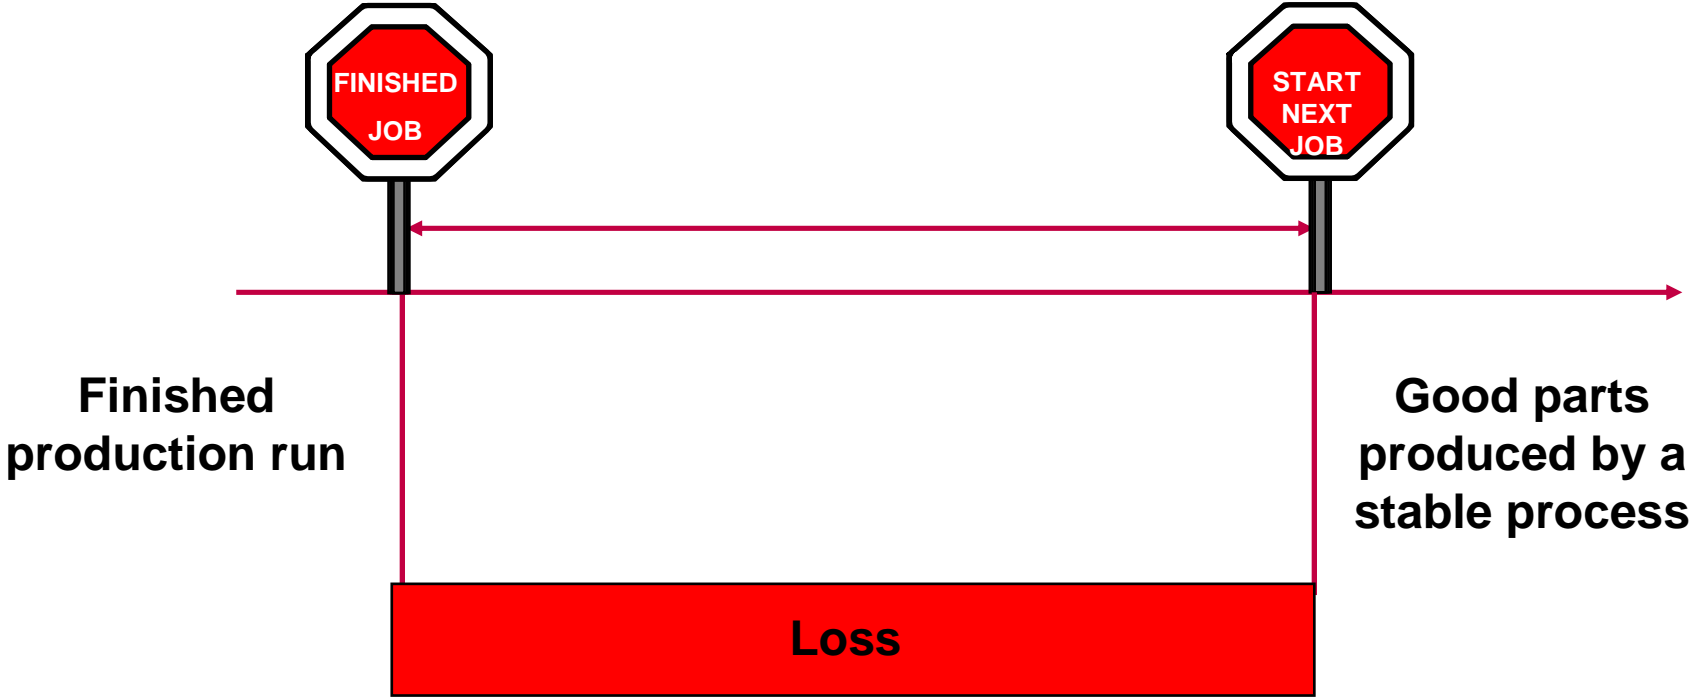 FINISHED
JOB
START
NEXT
JOB
Finished
production run
Good parts
produced by a
stable process
Loss